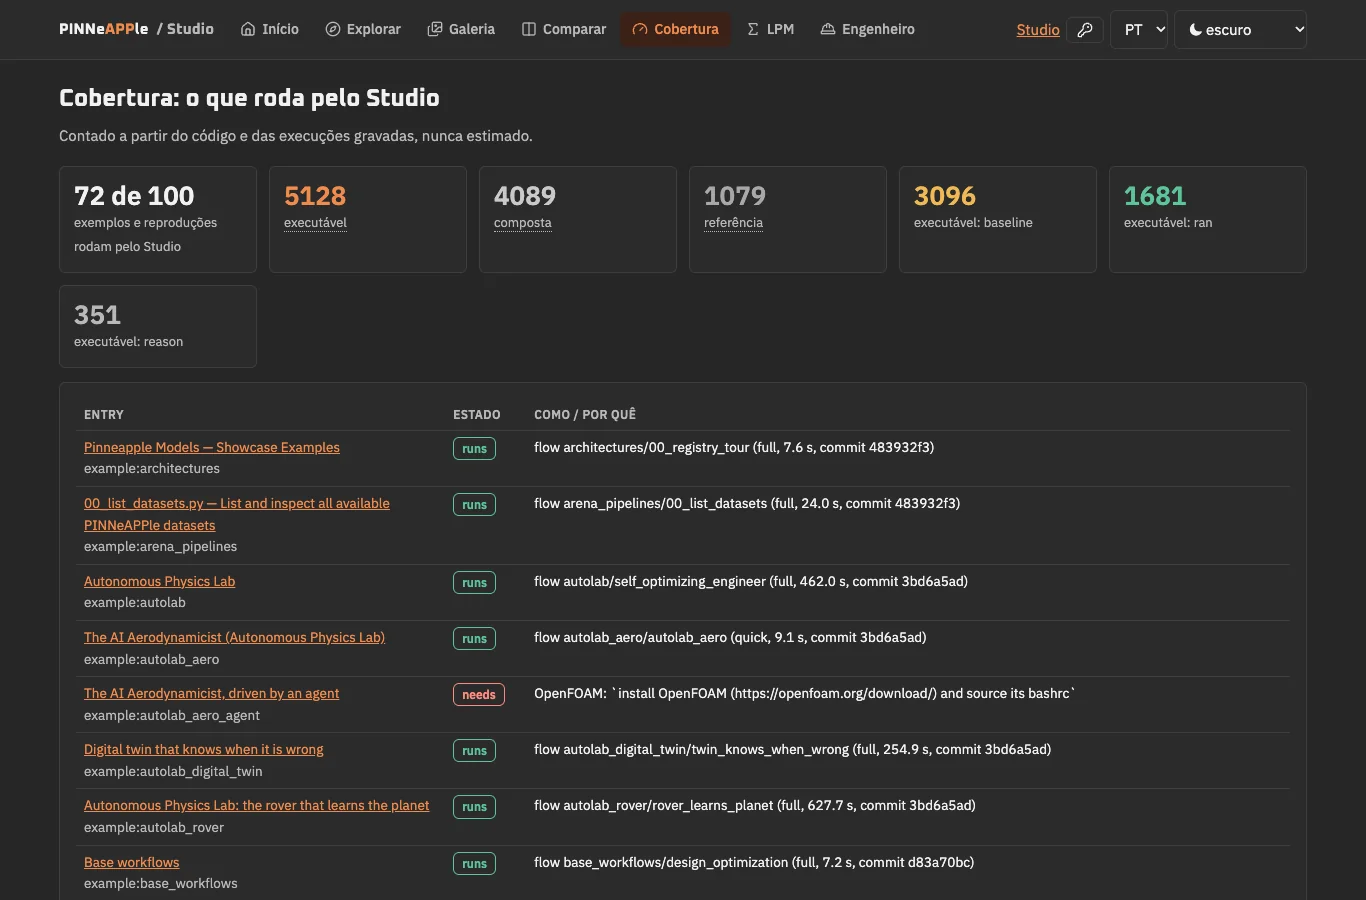 PINNeAPPle / Studio Início Explorar Galeria Comparar Cobertura LPM Engenheiro Studio PT escuro
Cobertura: o que roda pelo Studio
Contado a partir do código e das execuções gravadas, nunca estimado.
72 de 100
exemplos e reproduções
rodam pelo Studio
5128
executável
4089
composta
1079
referência
3096
executável: baseline
1681
executável: ran
351
executável: reason
ENTRY ESTADO COMO / POR QUÊ
Pinneapple Models — Showcase Examples runs flow architectures/00_registry_tour (full, 7.6 s, commit 483932f3)
example:architectures
00_list_datasets.py — List and inspect all available runs flow arena_pipelines/00_list_datasets (full, 24.0 s, commit 483932f3)
PINNeAPPle datasets
example:arena_pipelines
Autonomous Physics Lab runs flow autolab/self_optimizing_engineer (full, 462.0 s, commit 3bd6a5ad)
example:autolab
The AI Aerodynamicist (Autonomous Physics Lab) runs flow autolab_aero/autolab_aero (quick, 9.1 s, commit 3bd6a5ad)
example:autolab_aero
The AI Aerodynamicist, driven by an agent needs OpenFOAM: `install OpenFOAM (https://openfoam.org/download/) and source its bashrc`
example:autolab_aero_agent
Digital twin that knows when it is wrong runs flow autolab_digital_twin/twin_knows_when_wrong (full, 254.9 s, commit 3bd6a5ad)
example:autolab_digital_twin
Autonomous Physics Lab: the rover that learns the planet runs flow autolab_rover/rover_learns_planet (full, 627.7 s, commit 3bd6a5ad)
example:autolab_rover
Base workflows runs flow base_workflows/design_optimization (full, 7.2 s, commit d83a70bc)
example:base_workflows